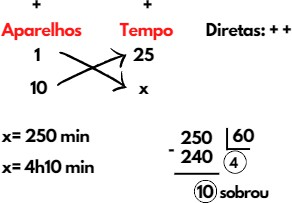 + +
Aparelhos Tempo Diretas: + +
1 25
10 x
x= 250 min
x= 4h10 min
250 60
- 240 4
10 sobrou